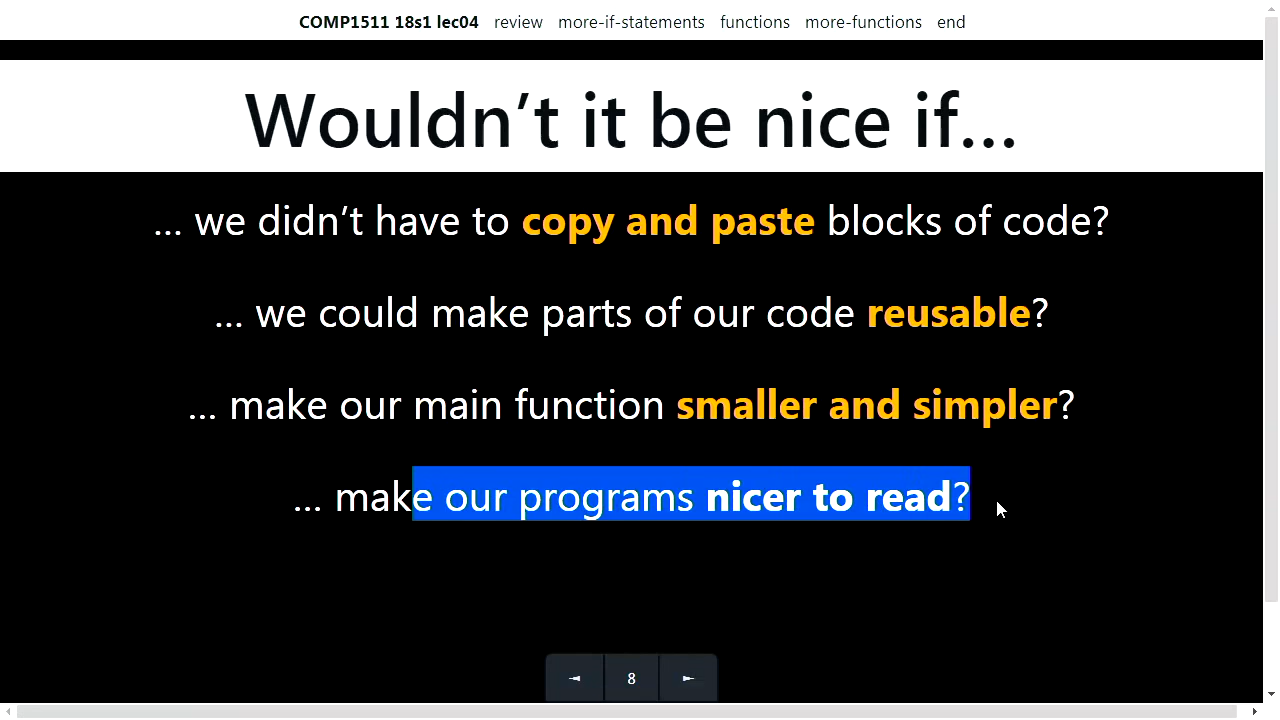 COMP1511 18s1 lec04 review more-if-statements functions more-functions end
Wouldn’t it be nice if…
… we didn’t have to copy and paste blocks of code?
… we could make parts of our code reusable?
… make our main function smaller and simpler?
… make our programs nicer to read?
8